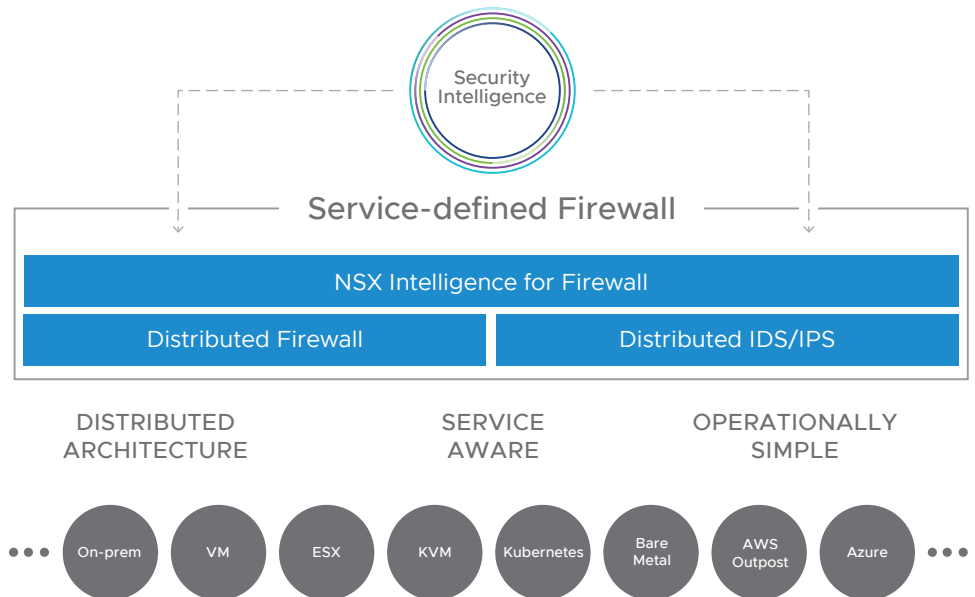 Security
Intelligence
Service-defined Firewall
NSX Intelligence for Firewall
Distributed Firewall
Distributed IDS/IPS
DISTRIBUTED
ARCHITECTURE
SERVICE
AWARE
OPERATIONALLY
SIMPLE
On-prem
VM
ESX
KVM
Kubernetes
Bare
Metal
AWS
Outpost
Azure